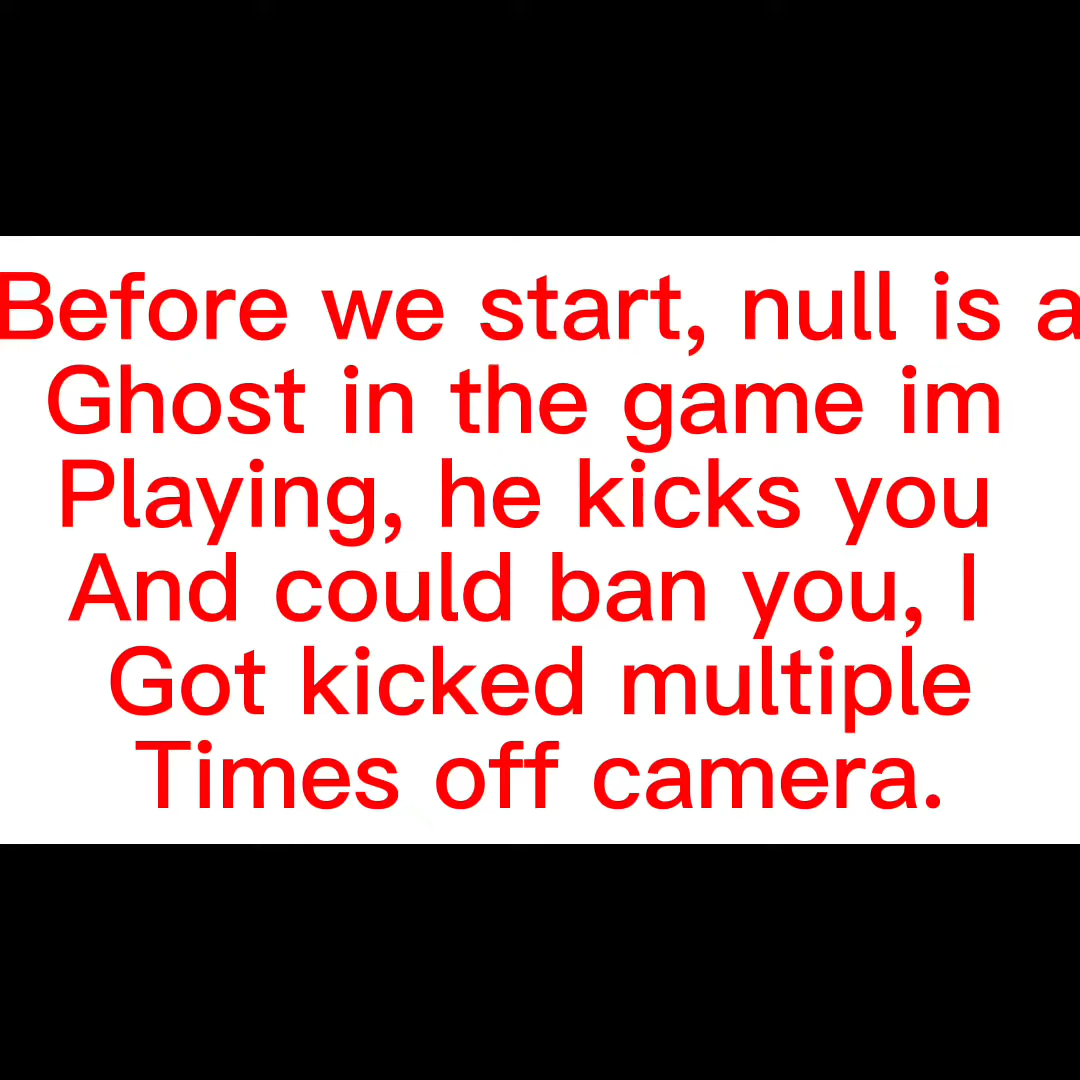 Before we start, null is a
Ghost in the game im
Playing, he kicks you
And could ban you, I
Got kicked multiple
Times off camera.